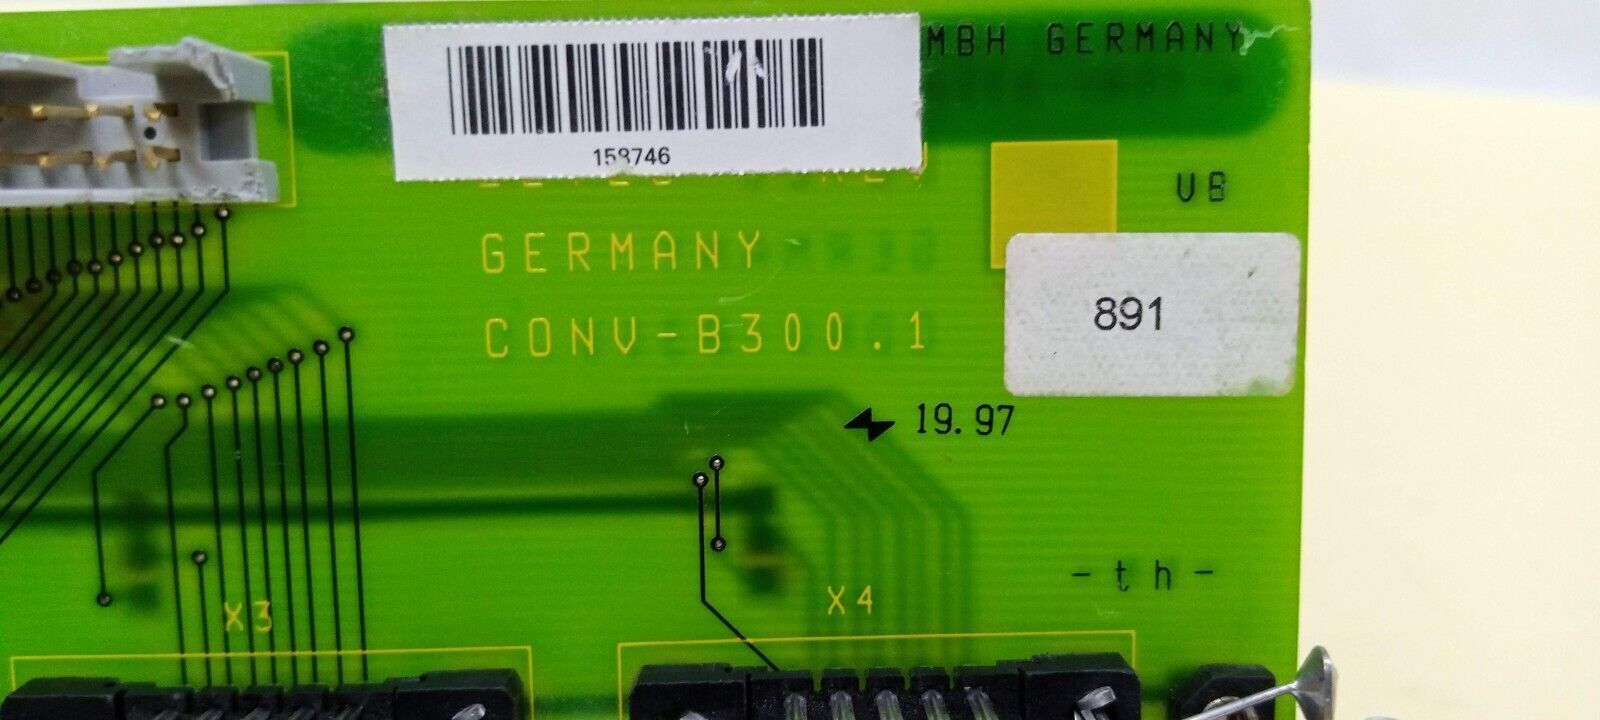 MBH GERMANY
158746
VB
GERMANY
891
CONV-B300.1
19.97
-th-
X3
X4